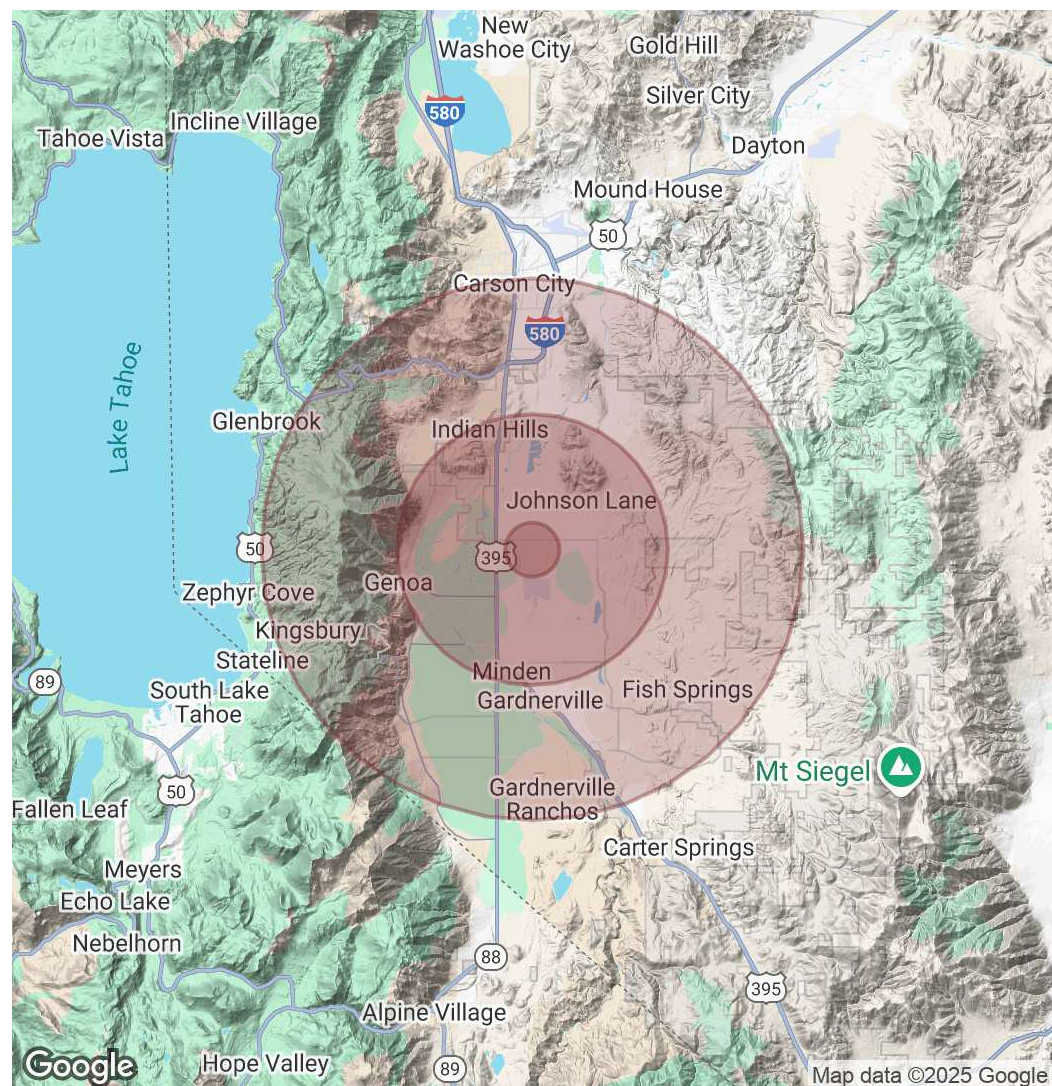 New
Washoe City
Gold Hill
580
Silver City
Incline Village
Tahoe Vista
Dayton
Mound House
50
Carson City
580
Lake Tahoe
Glenbrook
Indian Hills
Johnson Lane
50
395
Genoa
Zephyr Cove
Kingsbury
Stateline
Minden
89
South Lake
Tahoe
Gardnerville
Fish Springs
Mt Siegel
50
Gardnerville
Ranchos
Fallen Leaf
Carter Springs
Meyers
Echo Lake
Nebelhorn
88
395
Alpine Village
Hope Valley
89
Google
Map data ©2025 Google